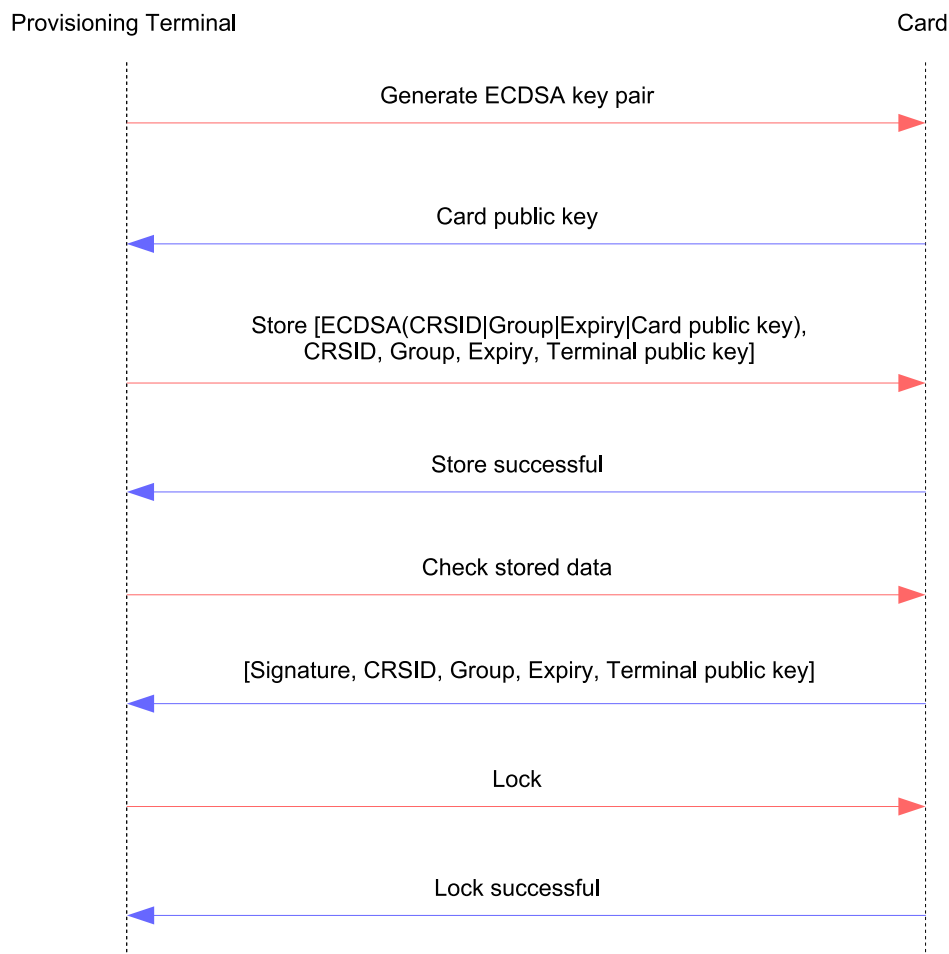 Provisioning Terminal
Card
Generate ECDSA key pair
Card public key
Store [ECDSA(CRSID|Group|Expiry|Card public key),
CRSID, Group, Expiry, Terminal public key]
Store successful
Check stored data
[Signature, CRSID, Group, Expiry, Terminal public key]
Lock
Lock successful